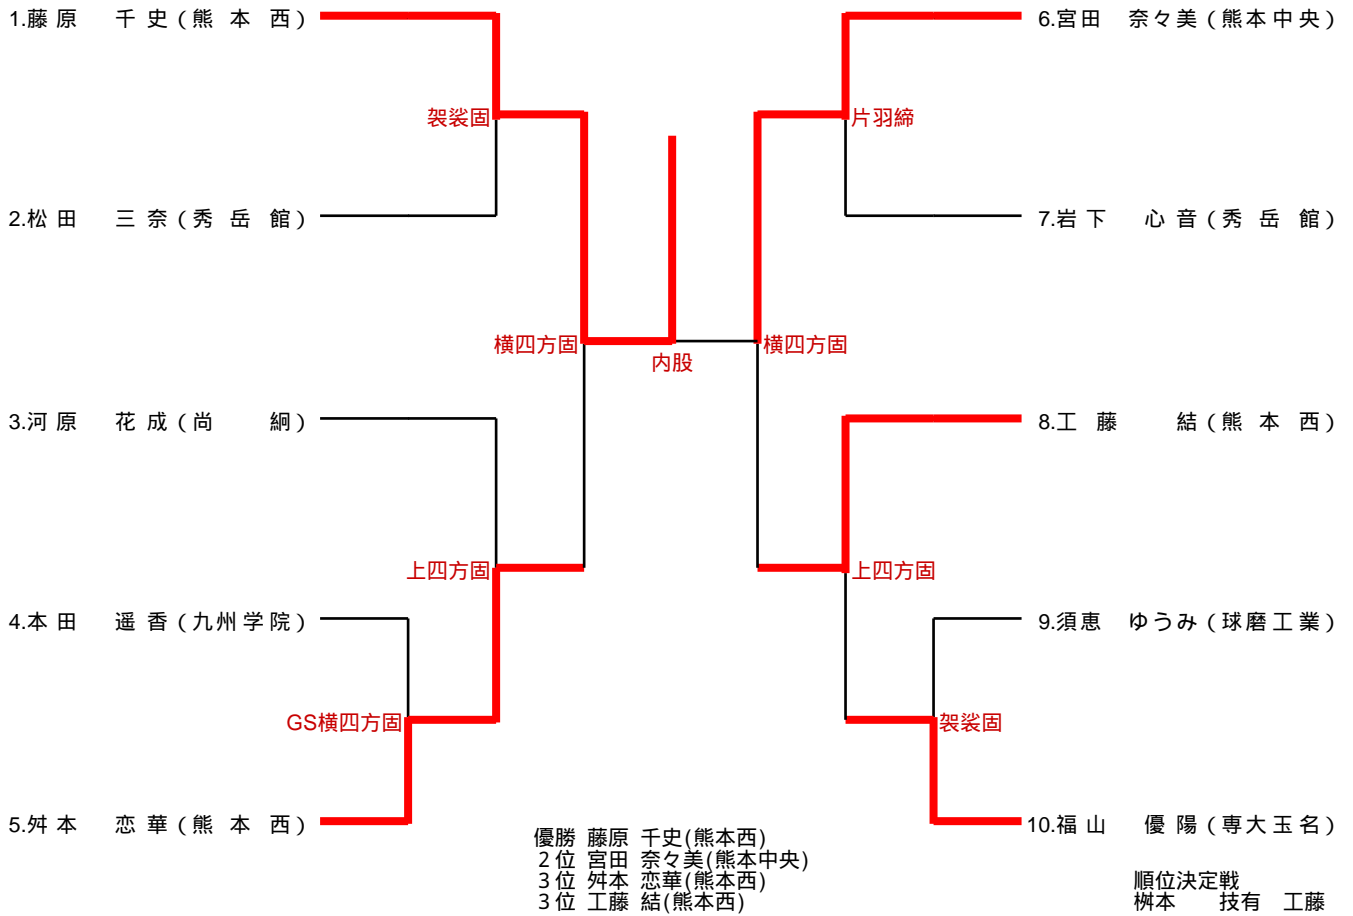 1.藤原 千史(熊本西)
6.宮田 奈々美(熊本中央)
袈裟固
片羽締
2.松田 三奈(秀岳館)
7.岩下 心音(秀岳館)
横四方固
内股
横四方固
3.河原 花成(尚絅)
8.工藤 結(熊本西)
上四方固
上四方固
4.本田 遥香(九州学院)
9.須恵 ゆうみ(球磨工業)
GS横四方固
袈裟固
5.舛本 恋華(熊本西)
10.福山 優陽(専大玉名)
優勝 藤原 千史(熊本西)
2位 宮田 奈々美(熊本中央)
3位 舛本 恋華(熊本西)
3位 工藤 結(熊本西)
順位決定戦
桝本 技有 工藤